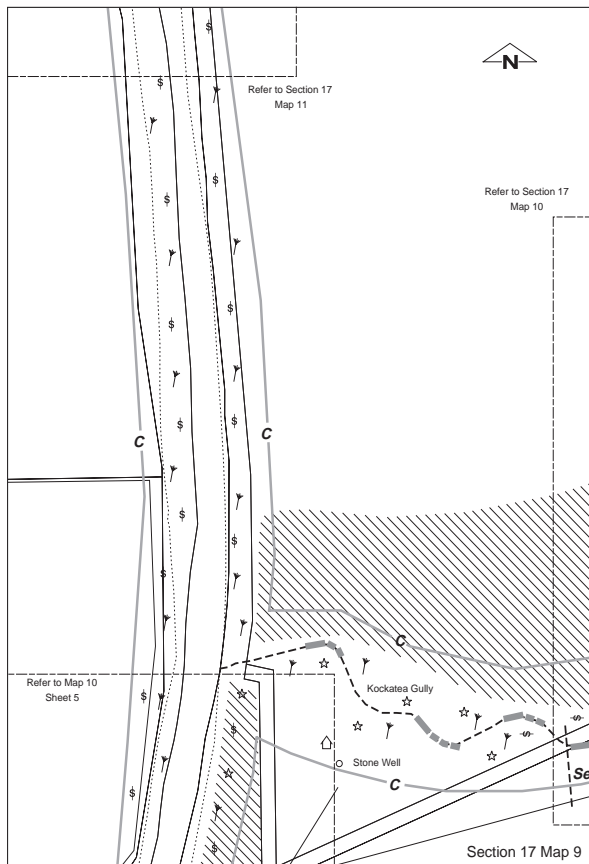 N
Refer to Section 17
Map 11
Refer to Section 17
Map 10
C
C
C
Refer to Map 10
Sheet 5
Kockatea Gully
Stone Well
Se
C
Section 17 Map 9